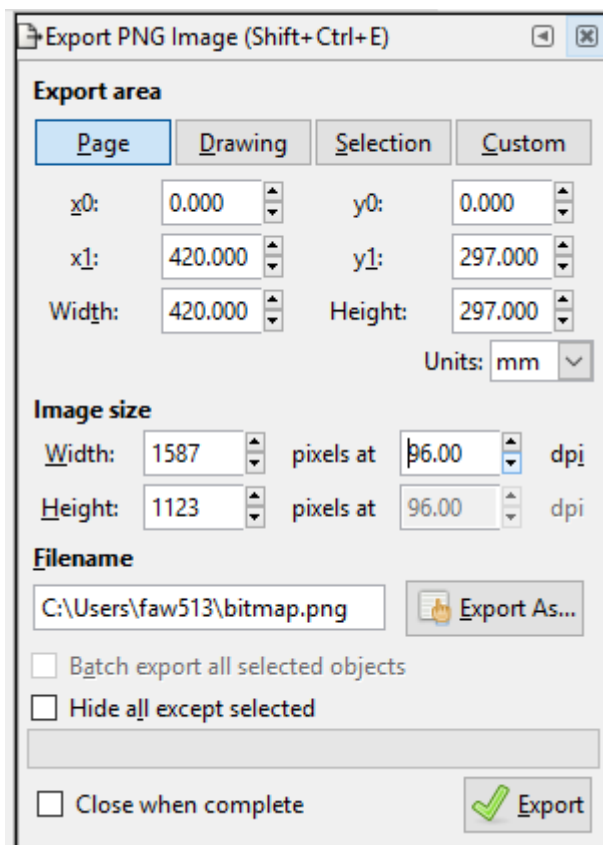 Export PNG Image (Shift+Ctrl+E)
Export area
Page Drawing Selection Custom
x0: 0.000 y0: 0.000
x1: 420.000 y1: 297.000
Width: 420.000 Height: 297.000
Units: mm
Image size
Width: 1587 pixels at 96.00 dpi
Height: 1123 pixels at 96.00 dpi
Filename
C:\Users\faw513\bitmap.png Export As...
Batch export all selected objects
Hide all except selected
Close when complete Export